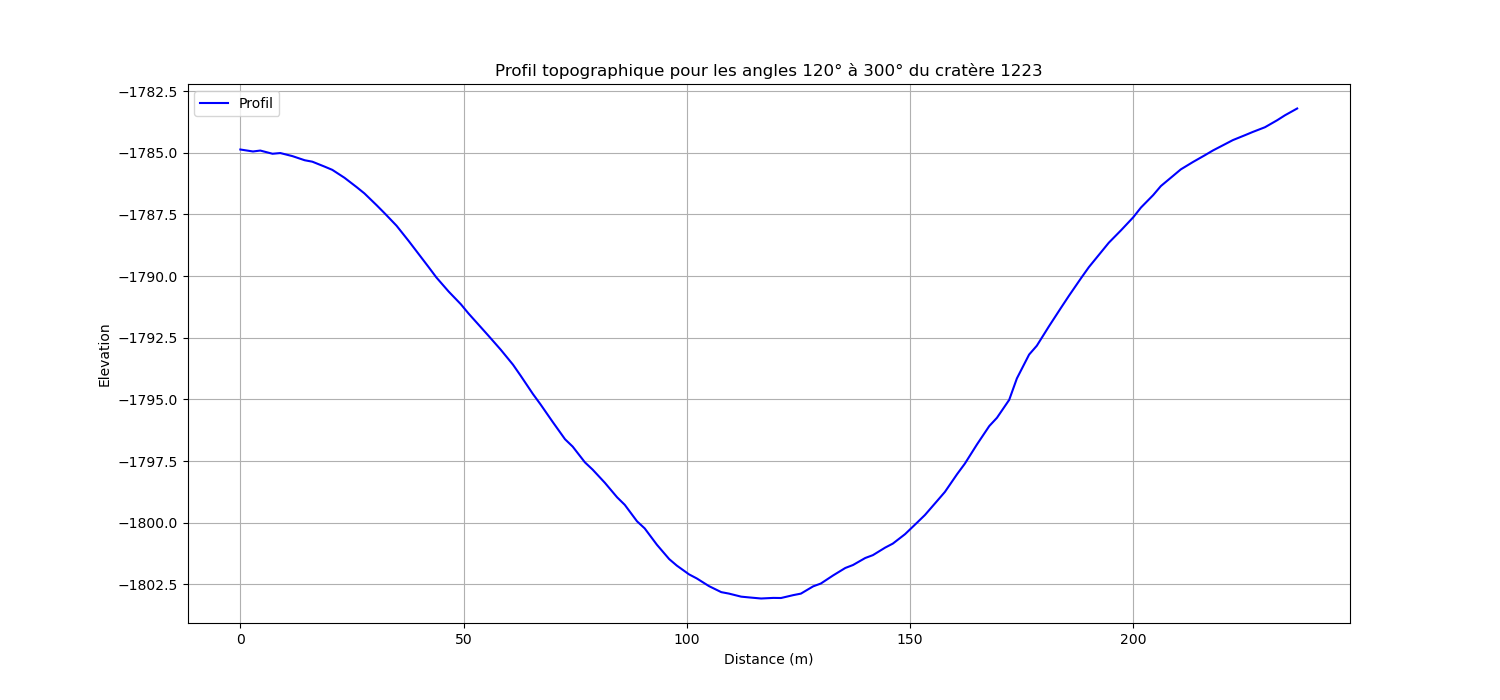 Profil topographique pour les angles 120° à 300° du cratère 1223
Profil
−1782.5
−1785.0
−1787.5
−1790.0
−1792.5
−1795.0
−1797.5
−1800.0
−1802.5
Elevation
0 50 100 150 200
Distance (m)